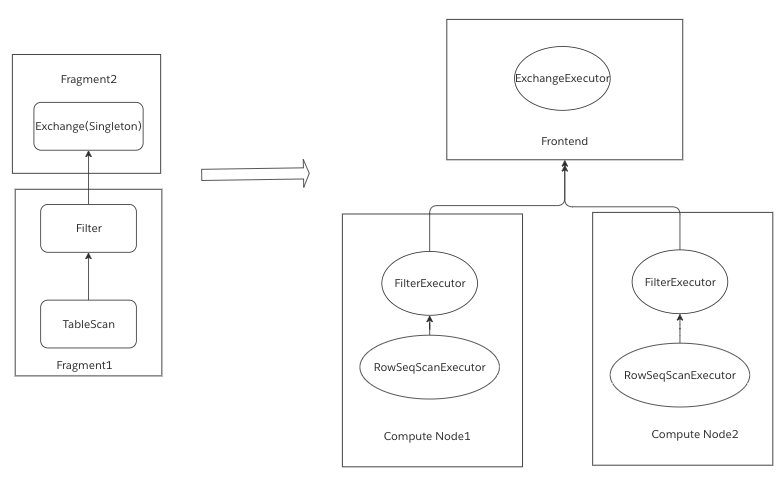 Fragment2
Exchange(Singleton)
Filter
TableScan
Fragment1
ExchangeExecutor
Frontend
FilterExecutor
RowSeqScanExecutor
Compute Node1
FilterExecutor
RowSeqScanExecutor
Compute Node2